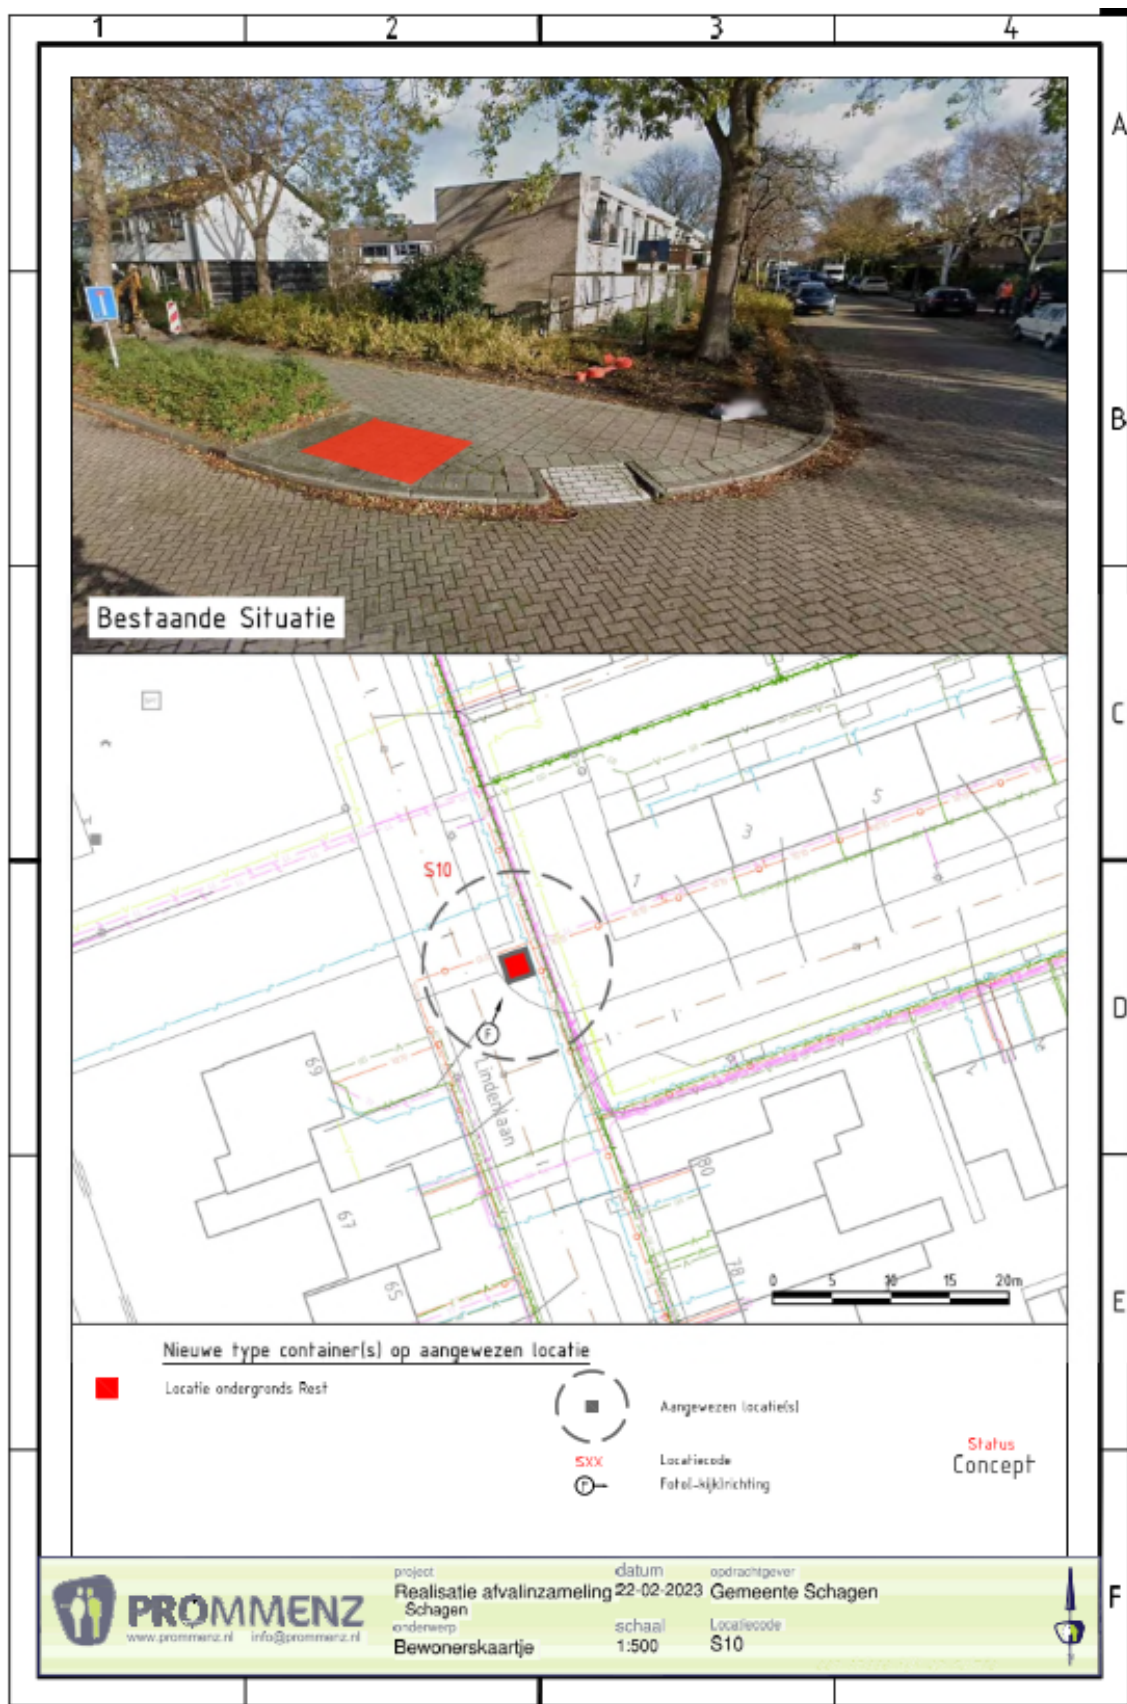 1 2 3 4
A
B
Bestaande Situatie
C
S10
5
3
1
D
69
Lindenlaan
67
65
80
78
2
0 5 10 15 20m
E
Nieuwe type container(s) op aangewezen locatie
Locatie ondergronds Rest
Aangewezen locatie(s)
SXX Locatiecode
F Foto(-kijk)richting
Status
Concept
F
PROMMENZ
www.prommenz.nl info@prommenz.nl
project
Realisatie afvalinzameling
Schagen
onderwerp
Bewonerskaartje
datum
22-02-2023
schaal
1:500
opdrachtgever
Gemeente Schagen
Locatiecode
S10